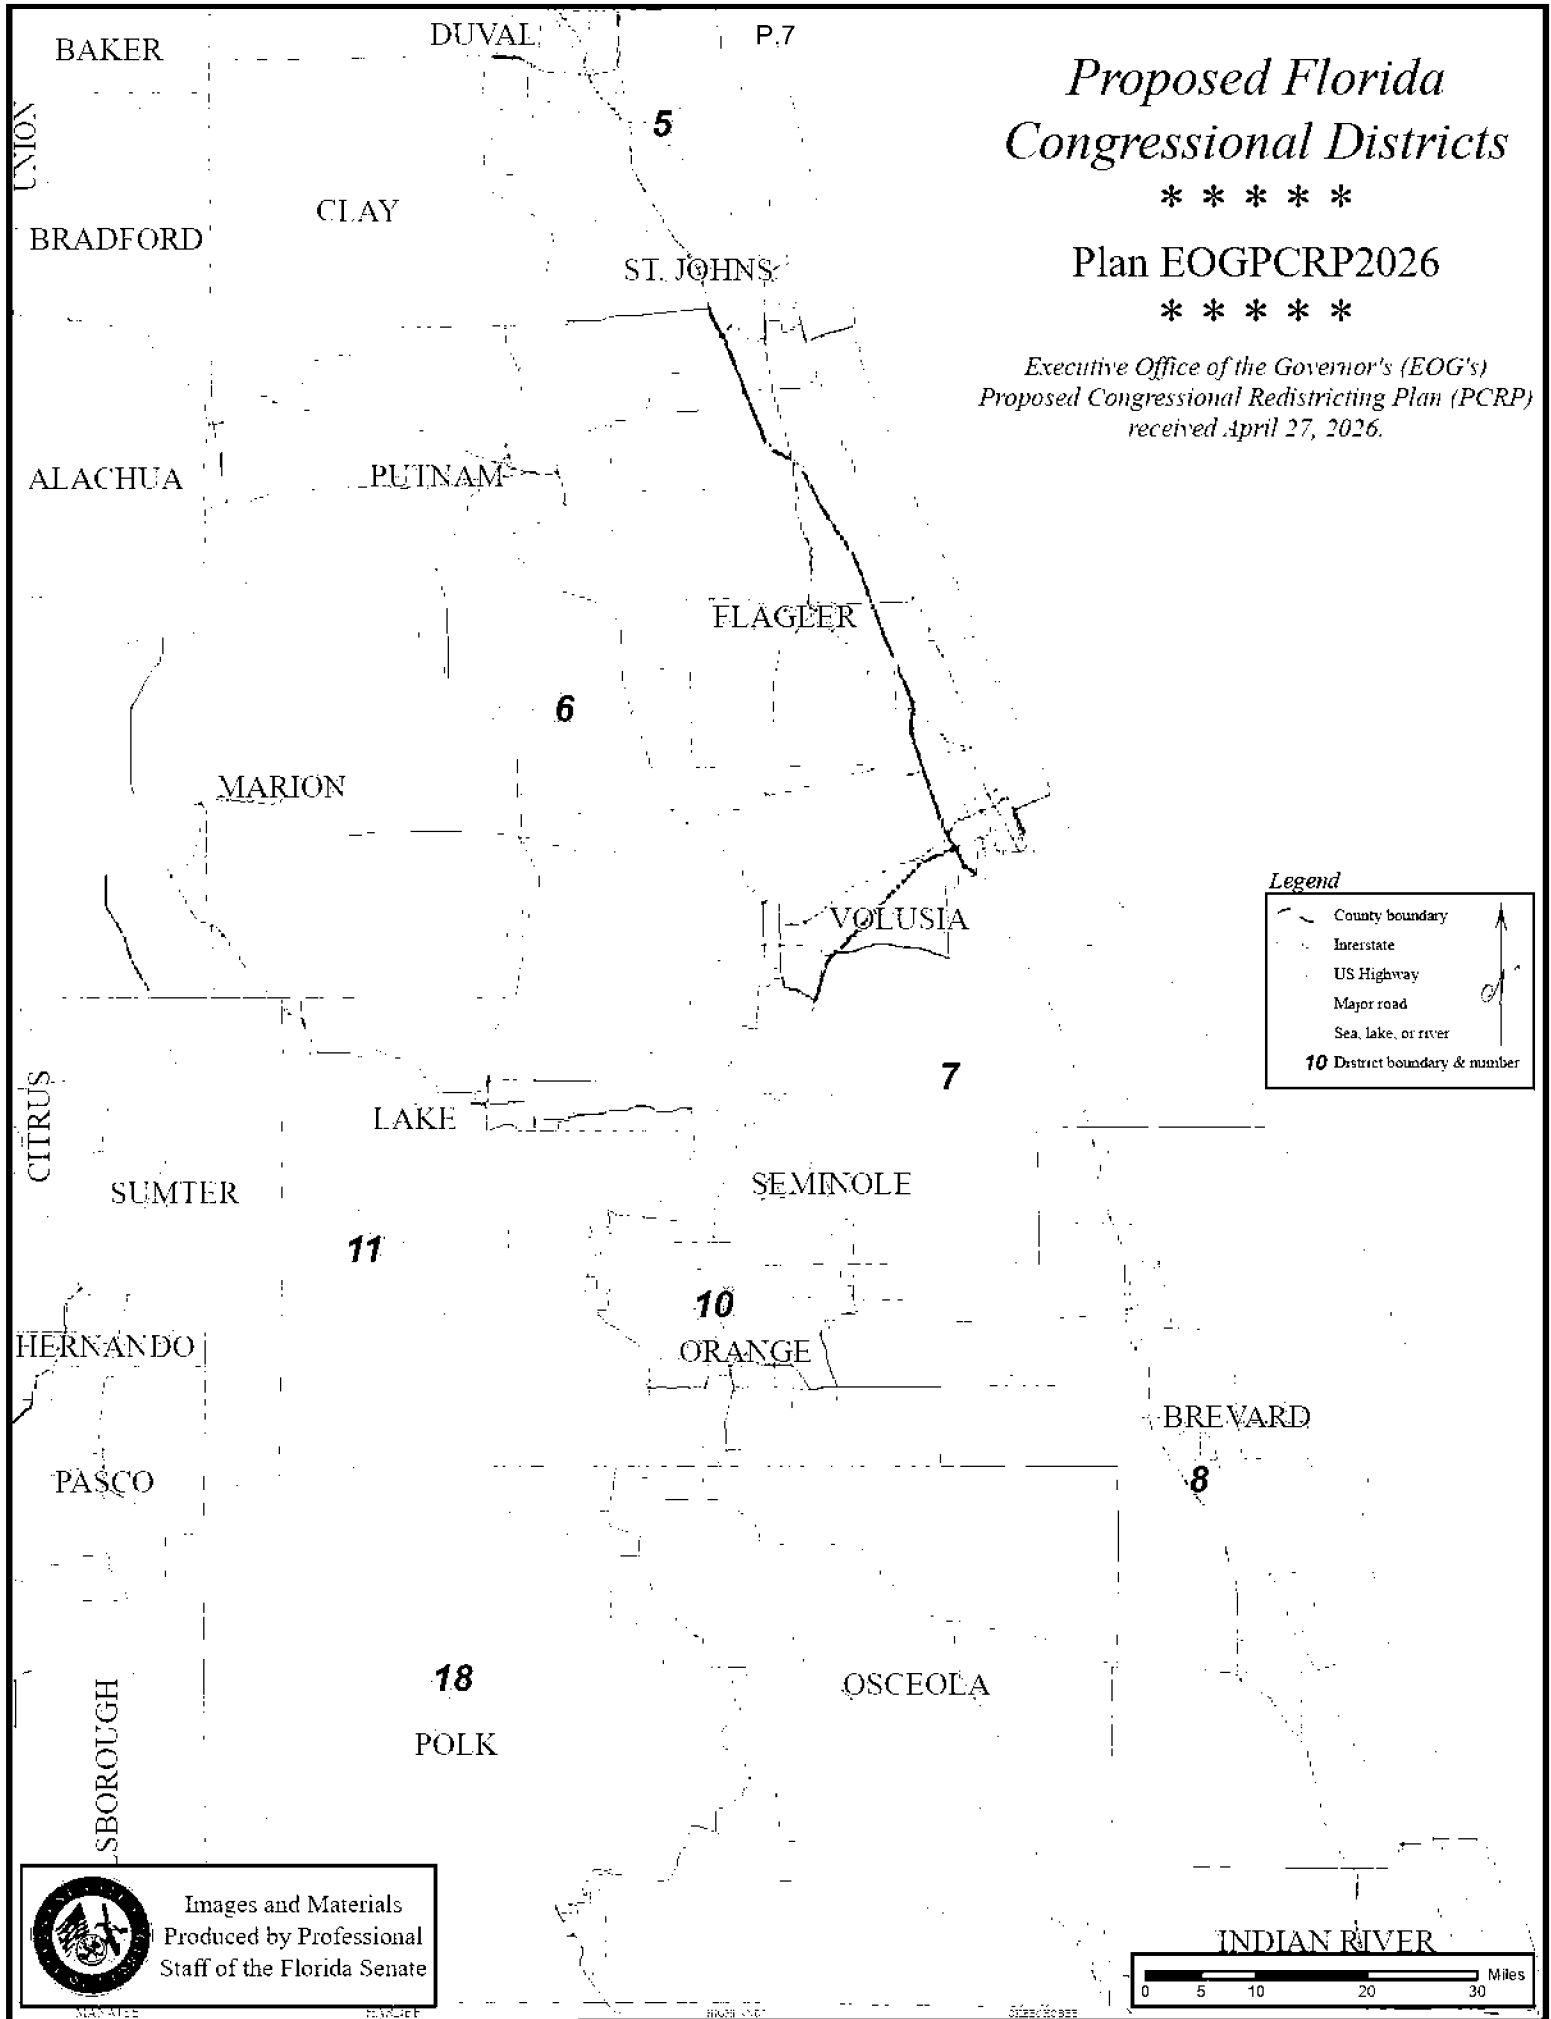 P.7
Proposed Florida
Congressional Districts
* * * * *
Plan EOGPCRP2026
* * * * *
Executive Office of the Governor's (EOG's)
Proposed Congressional Redistricting Plan (PCRP)
received April 27, 2026.
BAKER
DUVAL
5
UNION
CLAY
BRADFORD
ST. JOHNS
ALACHUA
PUTNAM
FLAGLER
6
MARION
VOLUSIA
Legend
County boundary
Interstate
US Highway
Major road
Sea, lake, or river
10 District boundary & number
7
CITRUS
LAKE
SUMTER
SEMINOLE
11
10
HERNANDO
ORANGE
BREVARD
PASCO
8
18
OSCEOLA
SBOROUGH
POLK
Images and Materials
Produced by Professional
Staff of the Florida Senate
INDIAN RIVER
Miles
0 5 10 20 30
MANATEE
HARDEE
OKEECHOBEE